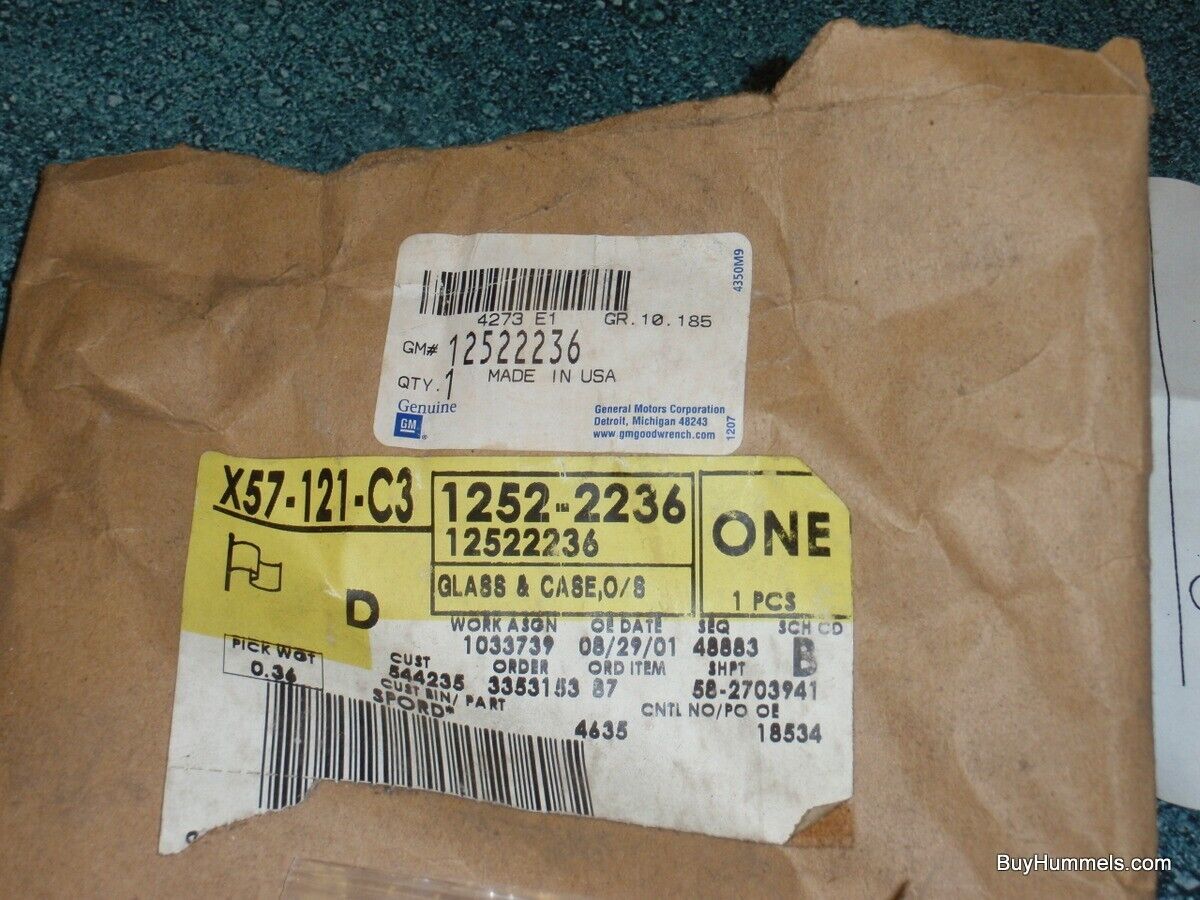 4350M9
4273 E1 GR.10.185
GM# 12522236
QTY. 1 MADE IN USA
Genuine
GM
General Motors Corporation
Detroit, Michigan 48243
www.gmgoodwrench.com
1207
X57-121-C3
1252-2236
12522236
GLASS & CASE,O/S
ONE
1 PCS
D
WORK ASGN OE DATE SEQ SCH CD
1033739 08/29/01 48883 B
PICK WGT
0.36
CUST ORDER ORD ITEM SHPT
544235 3353153 87 58-2703941
CUST BIN/ PART CNTL NO/PO OE
SPORD* 4635 18534
BuyHummels.com